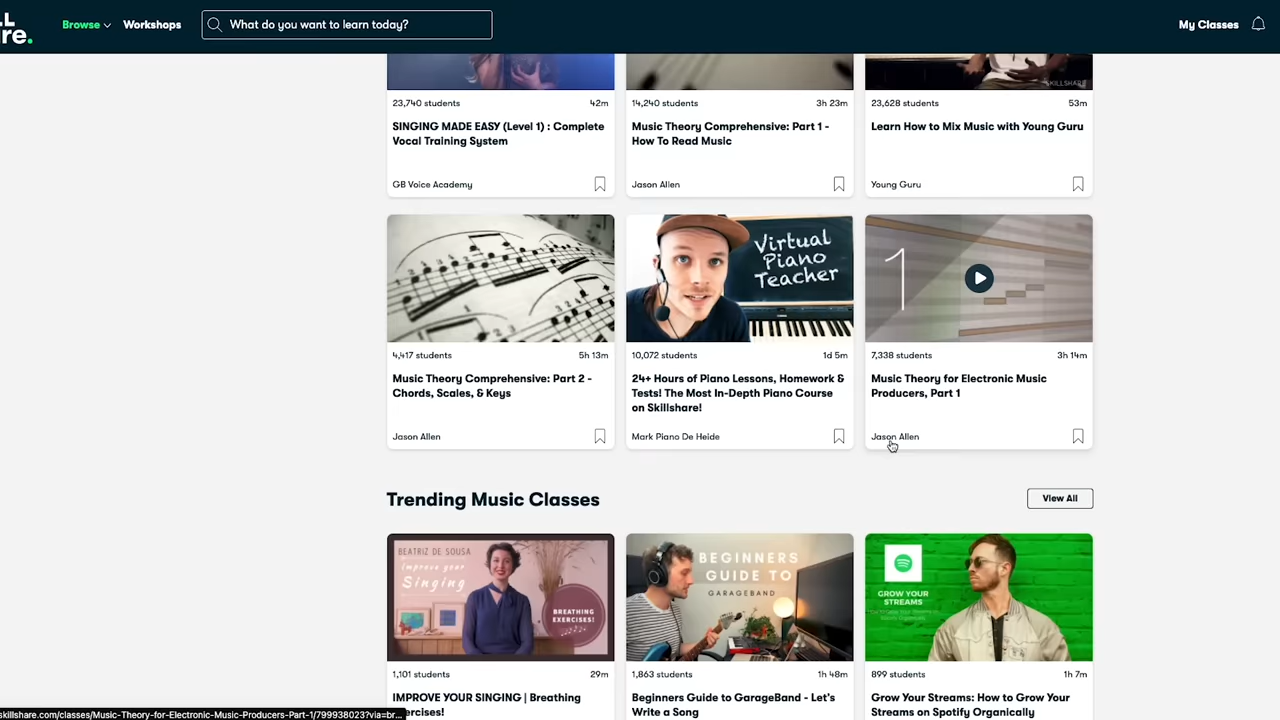 LL
re.
Browse
Workshops
What do you want to learn today?
My Classes
SKILLSHARE
23,740 students
42m
SINGING MADE EASY (Level 1) : Complete
Vocal Training System
GB Voice Academy
14,240 students
3h 23m
Music Theory Comprehensive: Part 1 -
How To Read Music
Jason Allen
23,628 students
53m
Learn How to Mix Music with Young Guru
Young Guru
4,417 students
5h 13m
Music Theory Comprehensive: Part 2 -
Chords, Scales, & Keys
Jason Allen
Virtual
Piano
Teacher
10,072 students
1d 5m
24+ Hours of Piano Lessons, Homework &
Tests! The Most In-Depth Piano Course
on Skillshare!
Mark Piano De Heide
1
7,338 students
3h 14m
Music Theory for Electronic Music
Producers, Part 1
Jason Allen
Trending Music Classes
View All
BEATRIZ DE SOUSA
improve your
Singing
BREATHING
EXERCISES!
1,101 students
29m
IMPROVE YOUR SINGING | Breathing
ercises!
BEGINNERS
GUIDE TO
GARAGEBAND
1,863 students
1h 48m
Beginners Guide to GarageBand - Let's
Write a Song
GROW YOUR
STREAMS
899 students
1h 7m
Grow Your Streams: How to Grow Your
Streams on Spotify Organically
skillshare.com/classes/Music-Theory-for-Electronic-Music-Producers-Part-1/799938023?via=br...